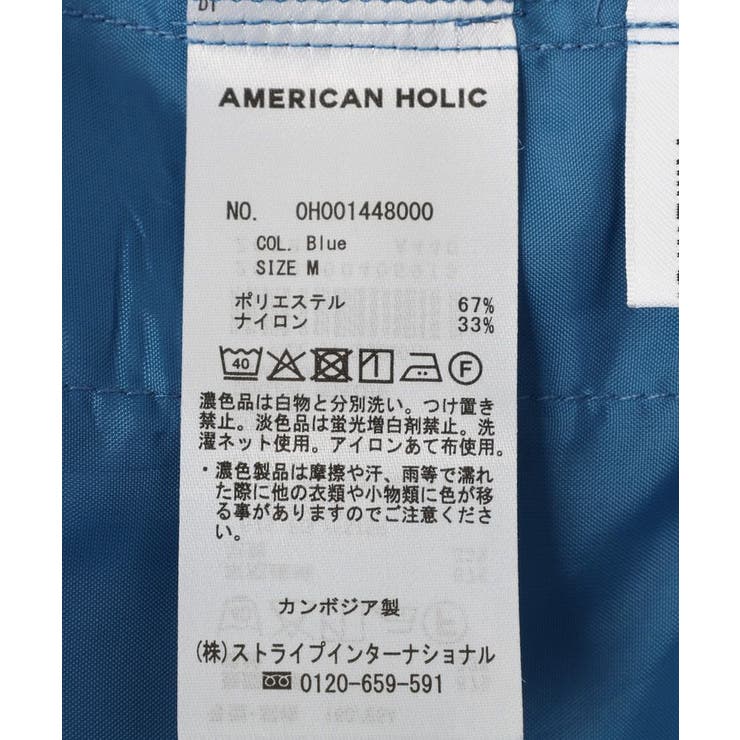 AMERICAN HOLIC
NO. 0H001448000
COL. Blue
SIZE M
ポリエステル 67%
ナイロン 33%
40 F
濃色品は白物と分別洗い。つけ置き
禁止。淡色品は蛍光増白剤禁止。洗
濯ネット使用。アイロンあて布使用。
・濃色製品は摩擦や汗、雨等で濡れ
た際に他の衣類や小物類に色が移
る事がありますのでご注意くださ
い。
カンボジア製
(株)ストライプインターナショナル
0120-659-591